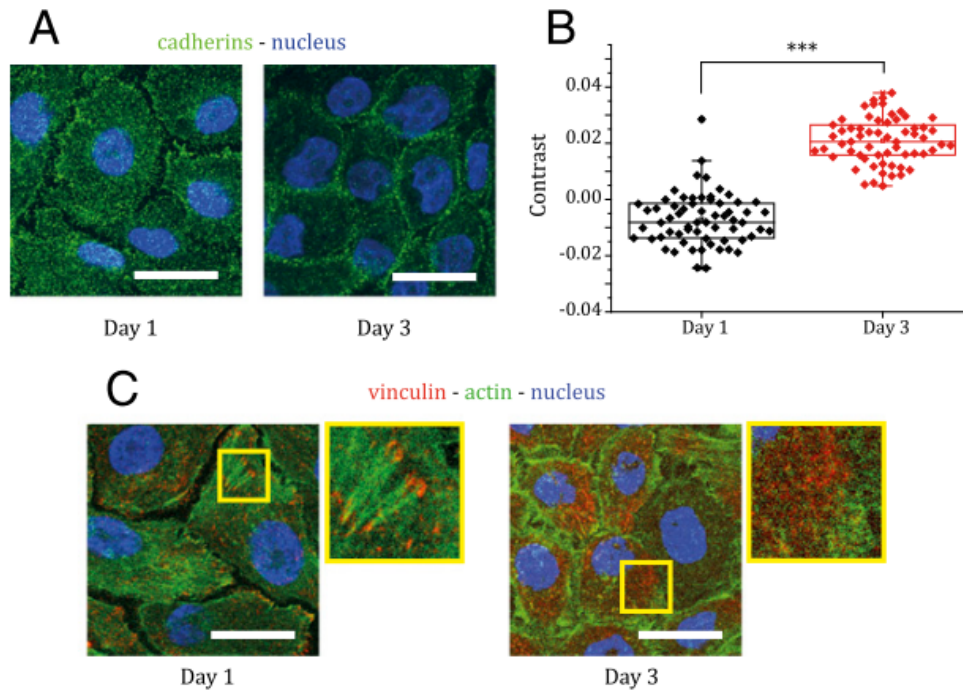 A
cadherins - nucleus
Day 1
Day 3
B
***
Contrast
0.04
0.02
0.00
-0.02
-0.04
Day 1
Day 3
C
vinculin - actin - nucleus
Day 1
Day 3